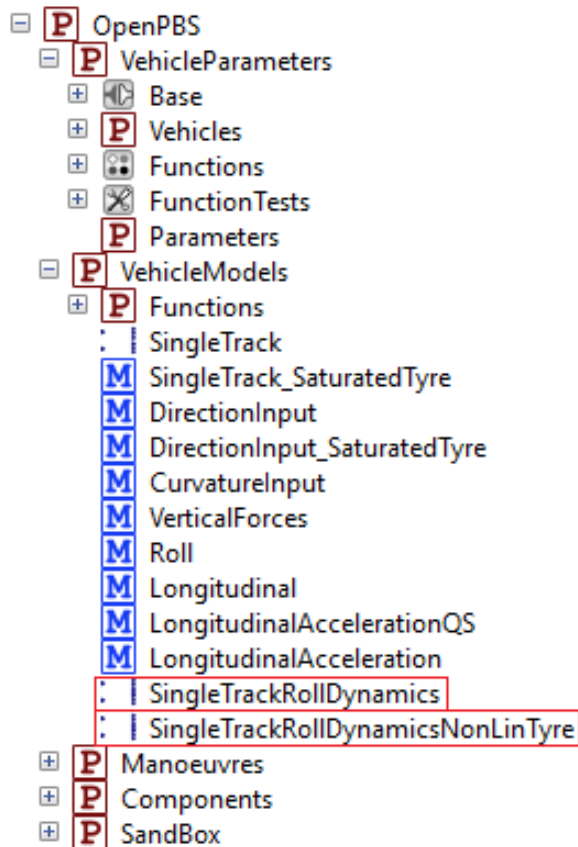 P OpenPBS
P VehicleParameters
Base
P Vehicles
Functions
FunctionTests
P Parameters
P VehicleModels
P Functions
SingleTrack
M SingleTrack_SaturatedTyre
M DirectionInput
M DirectionInput_SaturatedTyre
M CurvatureInput
M VerticalForces
M Roll
M Longitudinal
M LongitudinalAccelerationQS
M LongitudinalAcceleration
SingleTrackRollDynamics
SingleTrackRollDynamicsNonLinTyre
P Manoeuvres
P Components
P SandBox